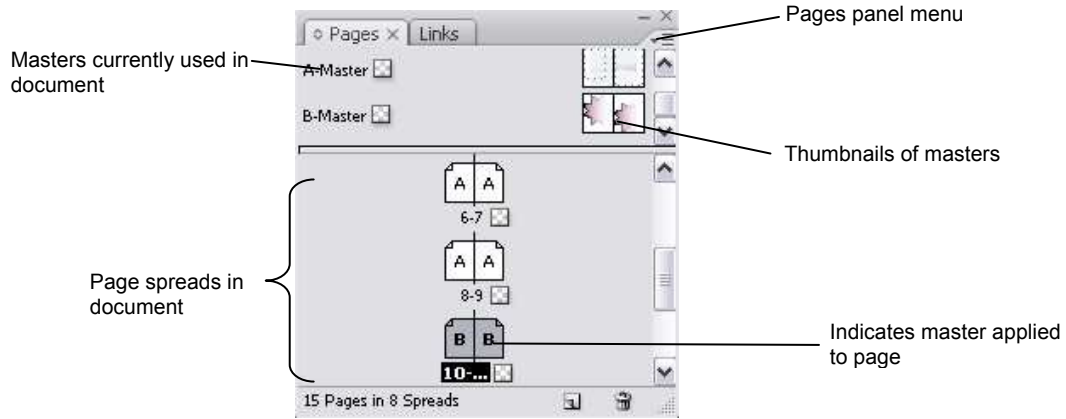 Pages panel menu
Pages × Links
Masters currently used in
document
A-Master
B-Master
Thumbnails of masters
A A
6-7
A A
8-9
Page spreads in
document
B B
10-...
Indicates master applied
to page
15 Pages in 8 Spreads